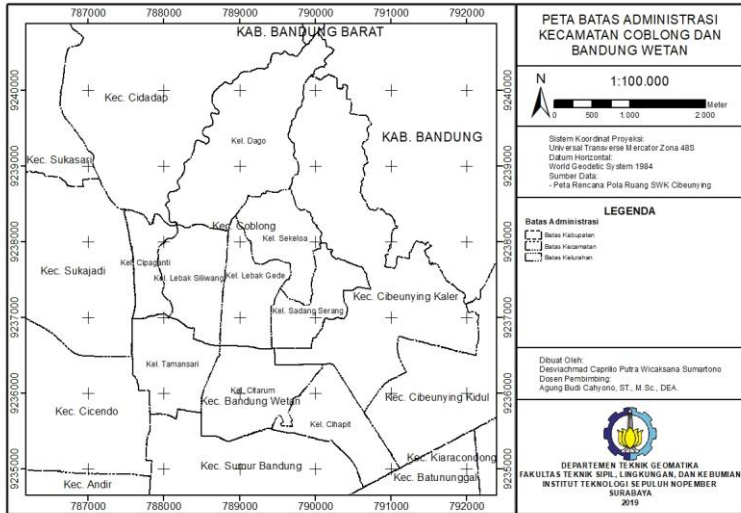 787000 788000 789000 790000 791000 792000
KAB. BANDUNG BARAT
9240000
Kec. Cidadap
KAB. BANDUNG
Kel. Dago
Kec. Sukasari
9239000
Kec. Coblong
Kel. Sekeloa
9238000
Kel. Cipaganti
Kec. Sukajadi
Kel. Lebak Siliwangi
Kel. Lebak Gede
Kec. Cibeunying Kaler
Kel. Sadang Serang
9237000
Kel. Tamansari
Kel. Citarum
Kec. Bandung Wetan
Kec. Cibeunying Kidul
9236000
Kec. Cicendo
Kel. Cihapit
Kec. Sumur Bandung
Kec. Kiaracondong
Kec. Batununggal
9235000
Kec. Andir
787000 788000 789000 790000 791000 792000
9240000
9239000
9238000
9237000
9236000
9235000
PETA BATAS ADMINISTRASI
KECAMATAN COBLONG DAN
BANDUNG WETAN
N
1:100.000
0 500 1.000 2.000
Meter
Sistem Koordinat Proyeksi:
Universal Transverse Mercator Zona 48S
Datum Horizontal:
World Geodetic System 1984
Sumber Data:
- Peta Rencana Pola Ruang SWK Cibeunying
LEGENDA
Batas Administrasi
Batas Kabupaten
Batas Kecamatan
Batas Kelurahan
Dibuat Oleh:
Desviachmad Caprilio Putra Wicaksana Sumartono
Dosen Pembimbing:
Agung Budi Cahyono, ST., M.Sc., DEA.
DEPARTEMEN TEKNIK GEOMATIKA
FAKULTAS TEKNIK SIPIL, LINGKUNGAN, DAN KEBUMIAN
INSTITUT TEKNOLOGI SEPULUH NOPEMBER
SURABAYA
2019